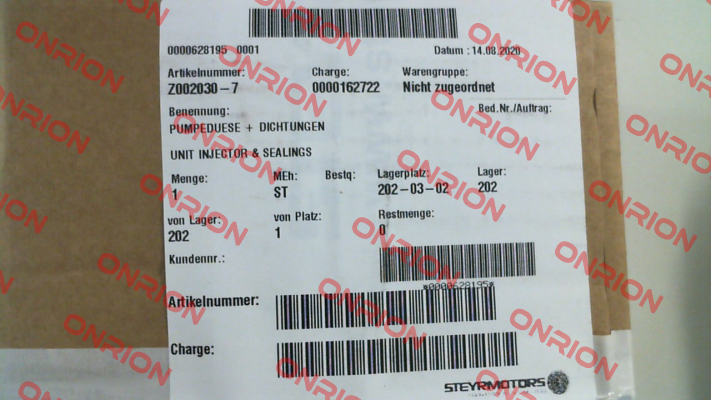 0000628195 0001
Datum : 14.08.2020
Artikelnummer: Charge: Warengruppe:
Z002030-7 0000162722 Nicht zugeordnet
Benennung: Bed.Nr./Auftrag:
PUMPEDUESE + DICHTUNGEN
UNIT INJECTOR & SEALINGS
Menge: MEh: Bestq: Lagerplatz: Lager:
1 ST 202-03-02 202
von Lager: von Platz: Restmenge:
202 1 0
Kundennr.:
*0000628195*
Artikelnummer:
Charge:
STEYRMOTORS
ONRION